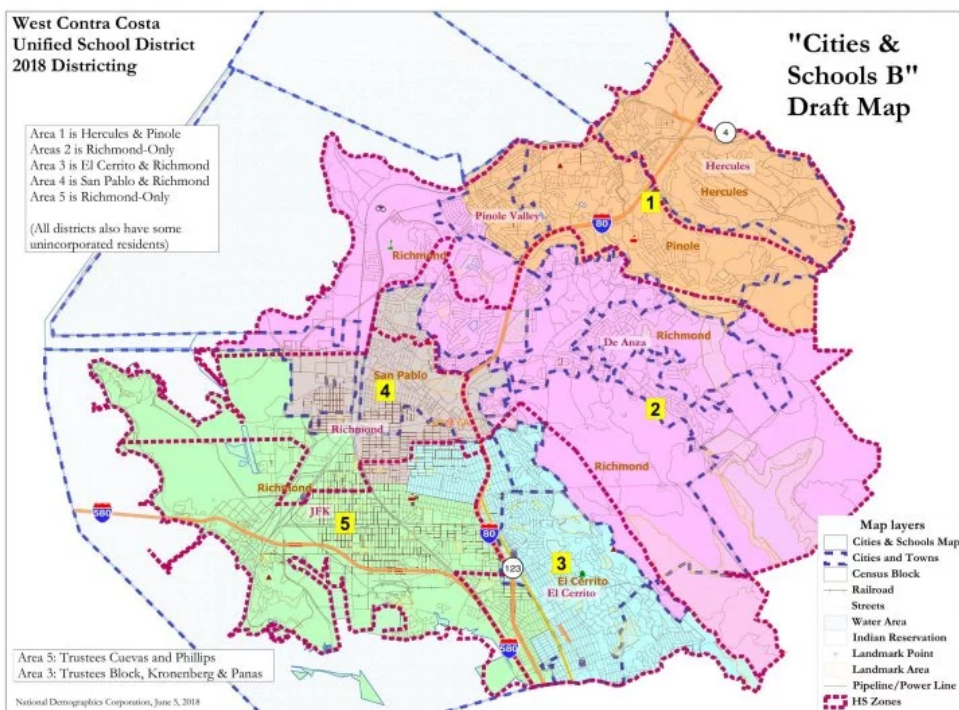 West Contra Costa
Unified School District
2018 Districting
"Cities &
Schools B"
Draft Map
Area 1 is Hercules & Pinole
Areas 2 is Richmond-Only
Area 3 is El Cerrito & Richmond
Area 4 is San Pablo & Richmond
Area 5 is Richmond-Only
(All districts also have some
unincorporated residents)
4
Hercules
Hercules
1
Pinole Valley
80
Pinole
Richmond
Richmond
De Anza
San Pablo
4
2
Richmond
Richmond
Richmond
JFK
580
5
80
123
3
El Cerrito
El Cerrito
580
Map layers
Cities & Schools Map
Cities and Towns
Census Block
Railroad
Streets
Water Area
Indian Reservation
Landmark Point
Landmark Area
Pipeline/Power Line
HS Zones
Area 5: Trustees Cuevas and Phillips
Area 3: Trustees Block, Kronenberg & Panas
National Demographics Corporation, June 5, 2018